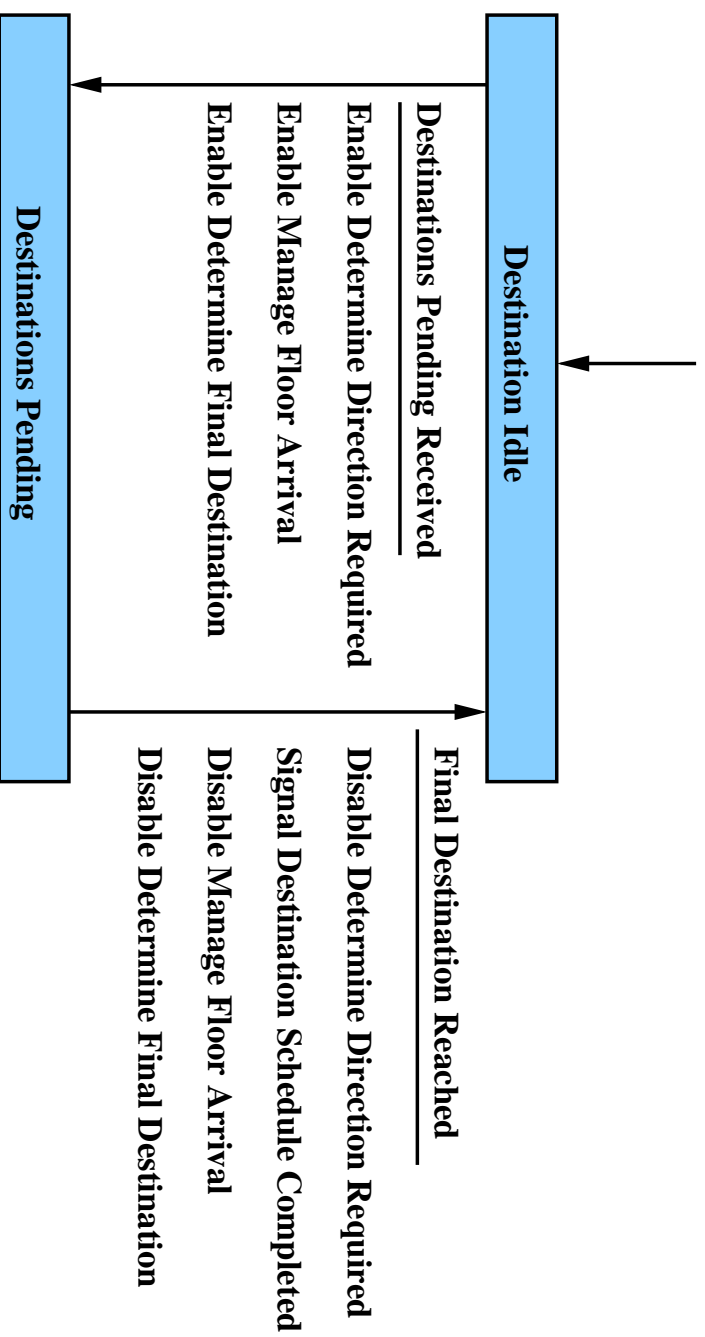 Destination Idle
Destinations Pending Received
Enable Determine Direction Required
Enable Manage Floor Arrival
Enable Determine Final Destination
Final Destination Reached
Disable Determine Direction Required
Signal Destination Schedule Completed
Disable Manage Floor Arrival
Disable Determine Final Destination
Destinations Pending